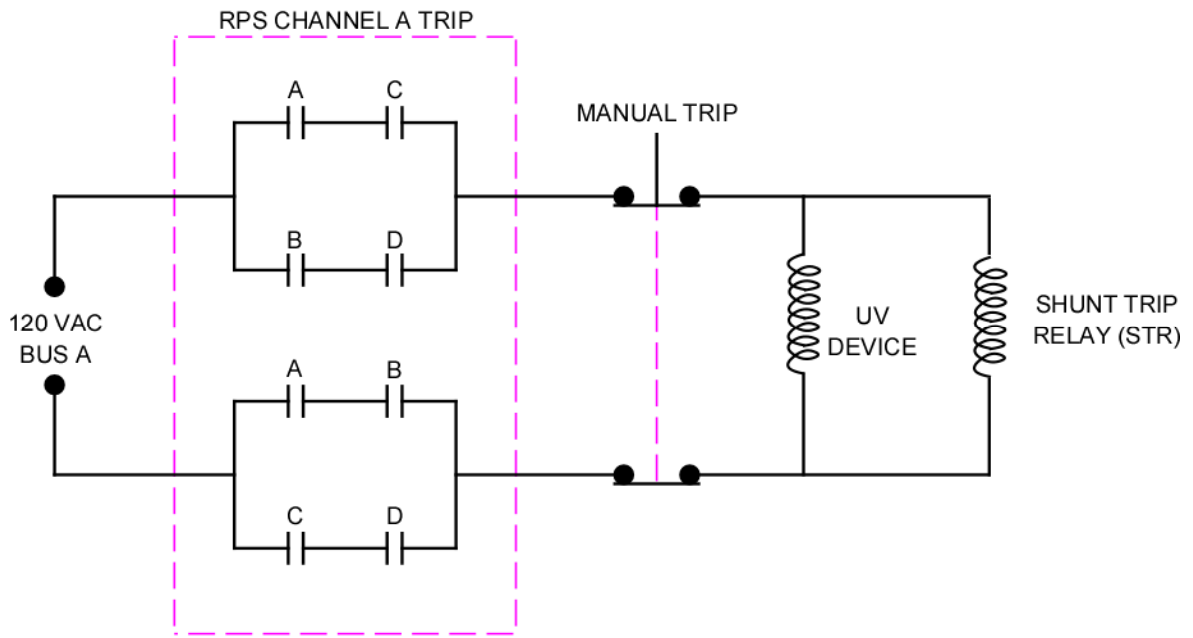 RPS CHANNEL A TRIP
A
C
MANUAL TRIP
B
D
120 VAC
BUS A
UV
DEVICE
SHUNT TRIP
RELAY (STR)
A
B
C
D